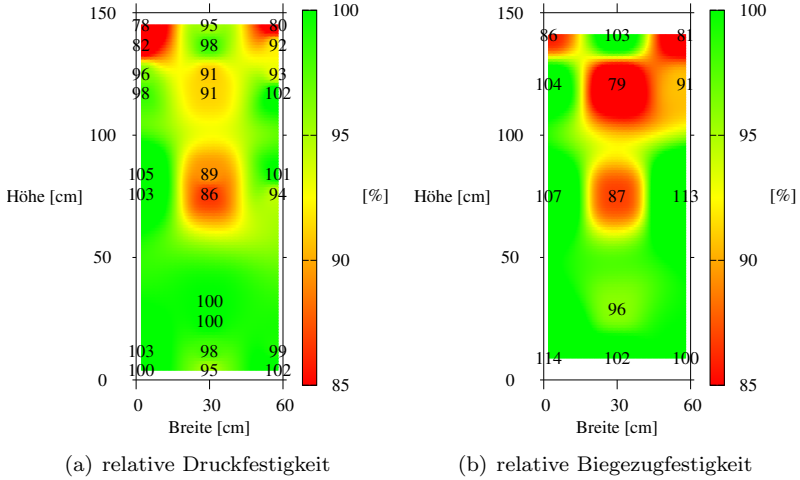 150
100
50
0
Höhe [cm]
78 95 80
82 98 92
96 91 93
98 91 102
105 89 101
103 86 94
100
100
103 98 99
100 95 102
0 30 60
Breite [cm]
100
95
90
85
[%]
(a) relative Druckfestigkeit
150
100
50
0
Höhe [cm]
86 103 81
104 79 91
107 87 113
96
114 102 100
0 30 60
Breite [cm]
100
95
90
85
[%]
(b) relative Biegezugfestigkeit